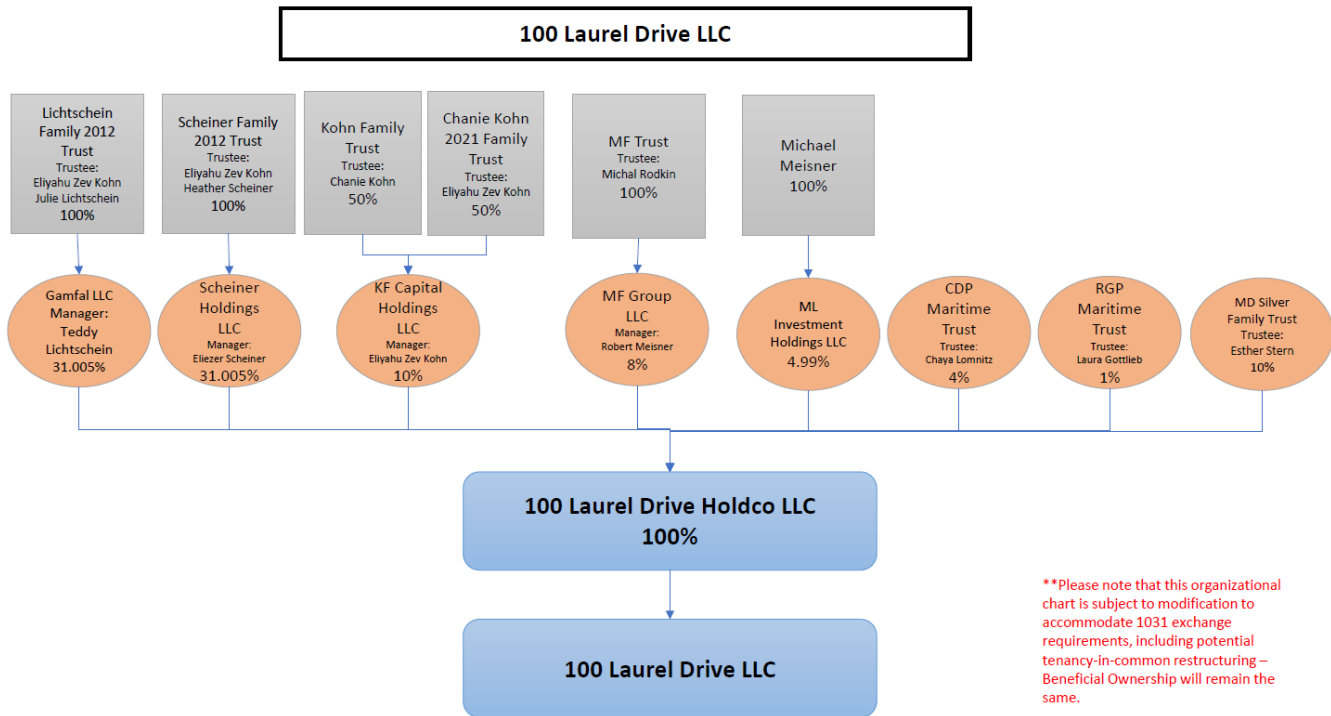 100 Laurel Drive LLC
Lichtschein
Family 2012
Trust
Trustee:
Eliyahu Zev Kohn
Julie Lichtschein
100%
Scheiner Family
2012 Trust
Trustee:
Eliyahu Zev Kohn
Heather Scheiner
100%
Kohn Family
Trust
Trustee:
Chanie Kohn
50%
Chanie Kohn
2021 Family
Trust
Trustee:
Eliyahu Zev Kohn
50%
MF Trust
Trustee:
Michal Rodkin
100%
Michael
Meisner
100%
Gamfal LLC
Manager:
Teddy
Lichtschein
31.005%
Scheiner
Holdings
LLC
Manager:
Eliezer Scheiner
31.005%
KF Capital
Holdings
LLC
Manager:
Eliyahu Zev Kohn
10%
MF Group
LLC
Manager:
Robert Meisner
8%
ML
Investment
Holdings LLC
4.99%
CDP
Maritime
Trust
Trustee:
Chaya Lomnitz
4%
RGP
Maritime
Trust
Trustee:
Laura Gottlieb
1%
MD Silver
Family Trust
Trustee:
Esther Stern
10%
100 Laurel Drive Holdco LLC
100%
100 Laurel Drive LLC
**Please note that this organizational
chart is subject to modification to
accommodate 1031 exchange
requirements, including potential
tenancy-in-common restructuring –
Beneficial Ownership will remain the
same.